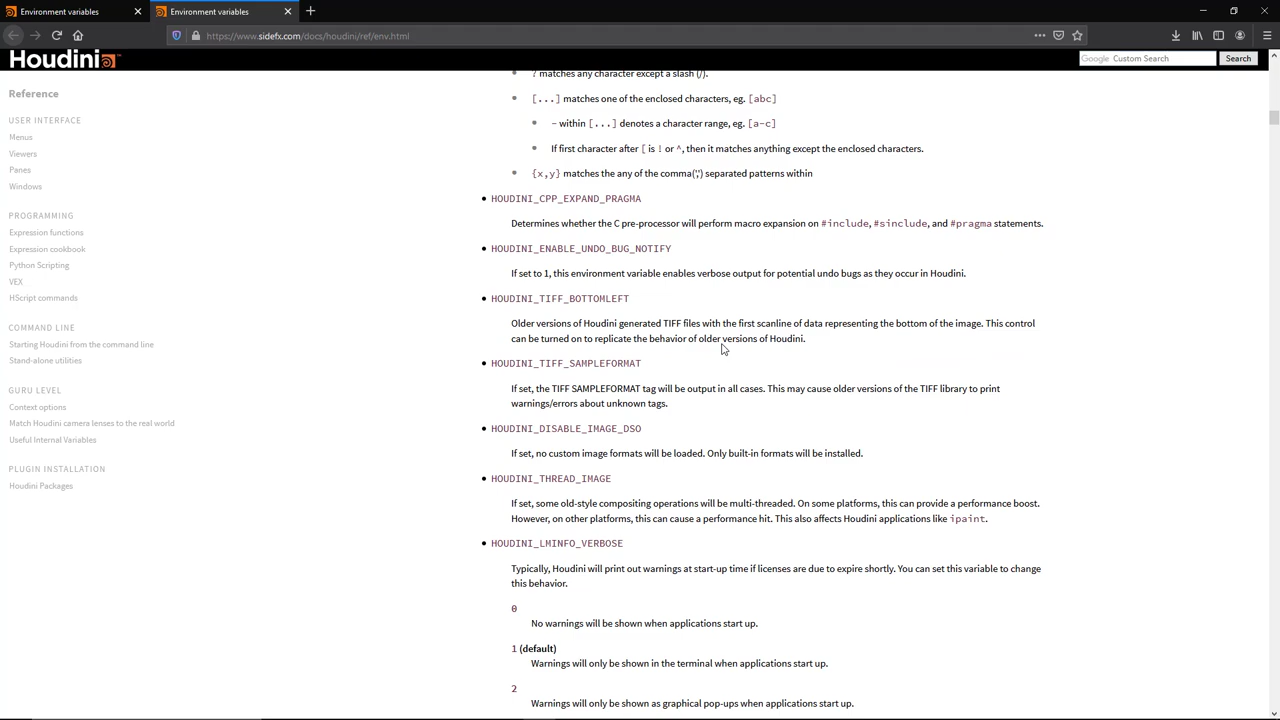 Environment variables
Environment variables
https://www.sidefx.com/docs/houdini/ref/env.html
Houdini
Google Custom Search
Search
Reference
USER INTERFACE
Menus
Viewers
Panes
Windows
PROGRAMMING
Expression functions
Expression cookbook
Python Scripting
VEX
HScript commands
COMMAND LINE
Starting Houdini from the command line
Stand-alone utilities
GURU LEVEL
Context options
Match Houdini camera lenses to the real world
Useful Internal Variables
PLUGIN INSTALLATION
Houdini Packages
? matches any character except a slash (/).
[...] matches one of the enclosed characters, eg. [abc]
- within [...] denotes a character range, eg. [a-c]
If first character after [ is ! or ^, then it matches anything except the enclosed characters.
{x,y} matches the any of the comma(',') separated patterns within
HOUDINI_CPP_EXPAND_PRAGMA
Determines whether the C pre-processor will perform macro expansion on #include, #sinclude, and #pragma statements.
HOUDINI_ENABLE_UNDO_BUG_NOTIFY
If set to 1, this environment variable enables verbose output for potential undo bugs as they occur in Houdini.
HOUDINI_TIFF_BOTTOMLEFT
Older versions of Houdini generated TIFF files with the first scanline of data representing the bottom of the image. This control
can be turned on to replicate the behavior of older versions of Houdini.
HOUDINI_TIFF_SAMPLEFORMAT
If set, the TIFF SAMPLEFORMAT tag will be output in all cases. This may cause older versions of the TIFF library to print
warnings/errors about unknown tags.
HOUDINI_DISABLE_IMAGE_DSO
If set, no custom image formats will be loaded. Only built-in formats will be installed.
HOUDINI_THREAD_IMAGE
If set, some old-style compositing operations will be multi-threaded. On some platforms, this can provide a performance boost.
However, on other platforms, this can cause a performance hit. This also affects Houdini applications like ipaint.
HOUDINI_LMINFO_VERBOSE
Typically, Houdini will print out warnings at start-up time if licenses are due to expire shortly. You can set this variable to change
this behavior.
0
No warnings will be shown when applications start up.
1 (default)
Warnings will only be shown in the terminal when applications start up.
2
Warnings will only be shown as graphical pop-ups when applications start up.